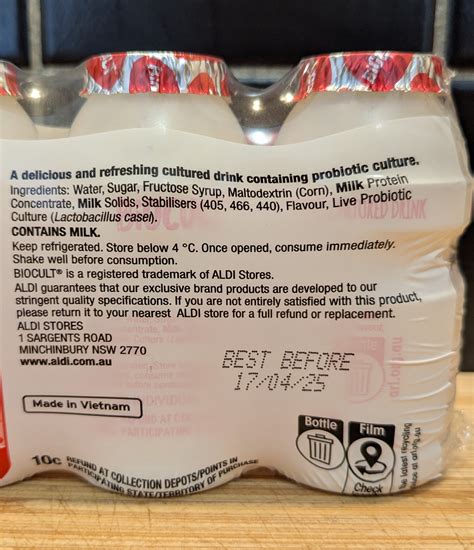 A delicious and refreshing cultured drink containing probiotic culture.
Ingredients: Water, Sugar, Fructose Syrup, Maltodextrin (Corn), Milk Protein
Concentrate, Milk Solids, Stabilisers (405, 466, 440), Flavour, Live Probiotic
Culture (Lactobacillus casei).
CONTAINS MILK.
Keep refrigerated. Store below 4 °C. Once opened, consume immediately.
Shake well before consumption.
BIOCULT® is a registered trademark of ALDI Stores.
ALDI guarantees that our exclusive brand products are developed to our
stringent quality specifications. If you are not entirely satisfied with this product,
please return it to your nearest ALDI store for a full refund or replacement.
ALDI STORES
1 SARGENTS ROAD
MINCHINBURY NSW 2770
www.aldi.com.au
BEST BEFORE
17/04/25
Made in Vietnam
Bottle
Film
Check
10c REFUND AT COLLECTION DEPOTS/POINTS IN
PARTICIPATING STATE/TERRITORY OF PURCHASE